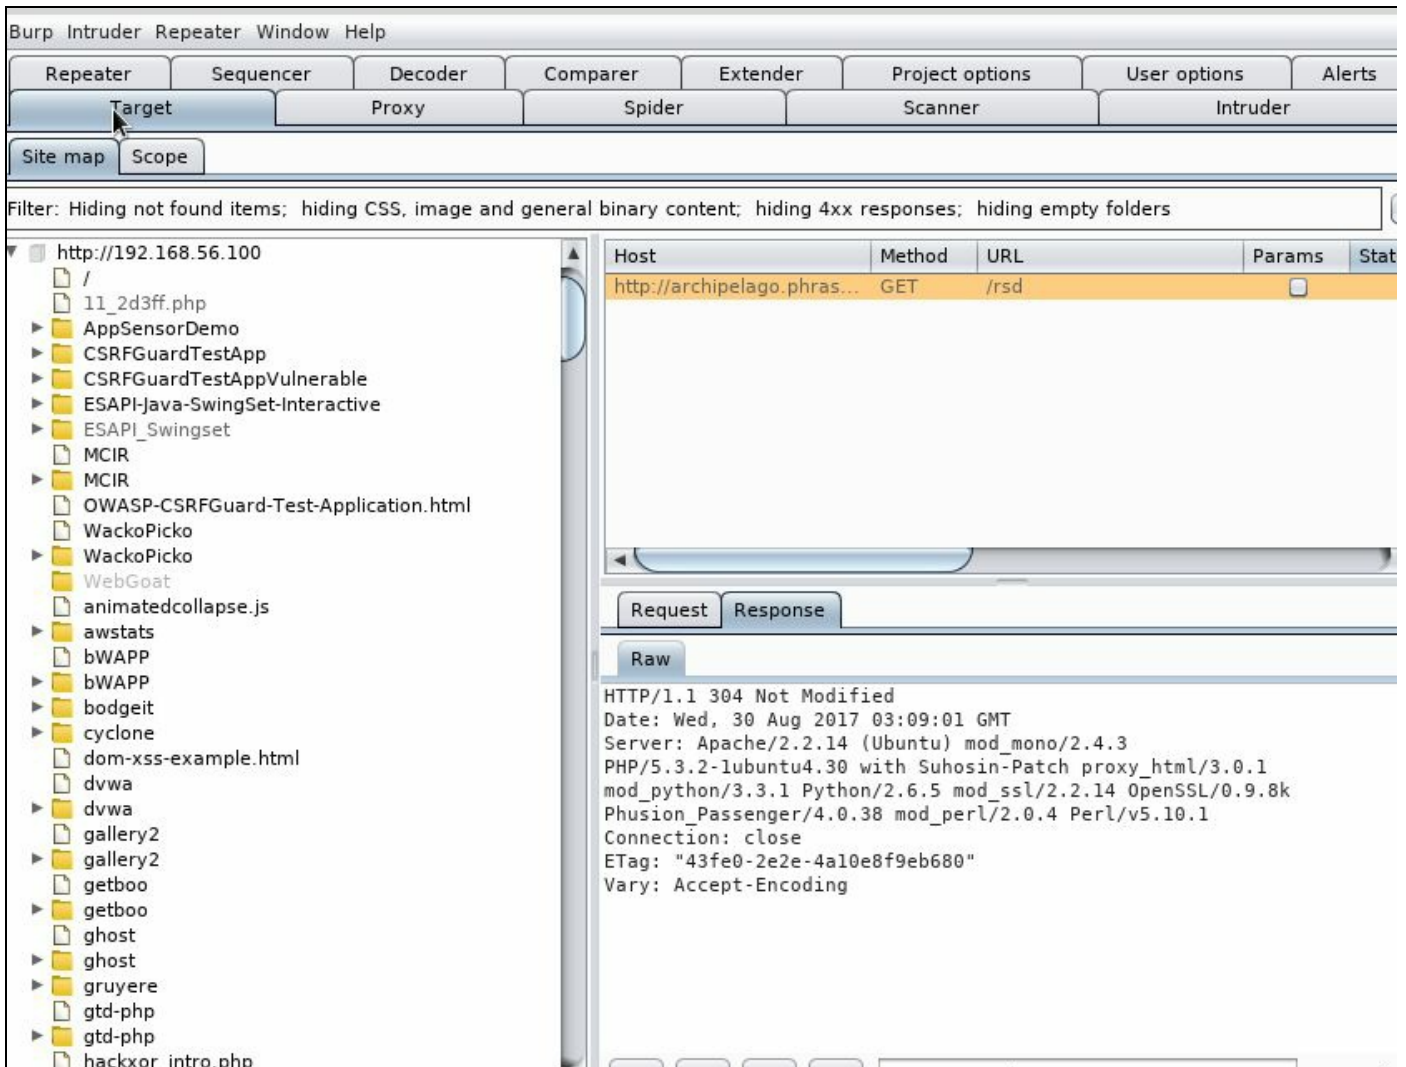 Burp Intruder Repeater Window Help
Repeater Sequencer Decoder Comparer Extender Project options User options Alerts
Target Proxy Spider Scanner Intruder
Site map Scope
Filter: Hiding not found items; hiding CSS, image and general binary content; hiding 4xx responses; hiding empty folders
http://192.168.56.100
/
11_2d3ff.php
AppSensorDemo
CSRFGuardTestApp
CSRFGuardTestAppVulnerable
ESAPI-Java-SwingSet-Interactive
ESAPI_Swingset
MCIR
MCIR
OWASP-CSRFGuard-Test-Application.html
WackoPicko
WackoPicko
WebGoat
animatedcollapse.js
awstats
bWAPP
bWAPP
bodgeit
cyclone
dom-xss-example.html
dvwa
dvwa
gallery2
gallery2
getboo
getboo
ghost
ghost
gruyere
gtd-php
gtd-php
hackxor_intro.php
Host Method URL Params Stat
http://archipelago.phras... GET /rsd
Request Response
Raw
HTTP/1.1 304 Not Modified
Date: Wed, 30 Aug 2017 03:09:01 GMT
Server: Apache/2.2.14 (Ubuntu) mod_mono/2.4.3
PHP/5.3.2-1ubuntu4.30 with Suhosin-Patch proxy_html/3.0.1
mod_python/3.3.1 Python/2.6.5 mod_ssl/2.2.14 OpenSSL/0.9.8k
Phusion_Passenger/4.0.38 mod_perl/2.0.4 Perl/v5.10.1
Connection: close
ETag: "43fe0-2e2e-4a10e8f9eb680"
Vary: Accept-Encoding